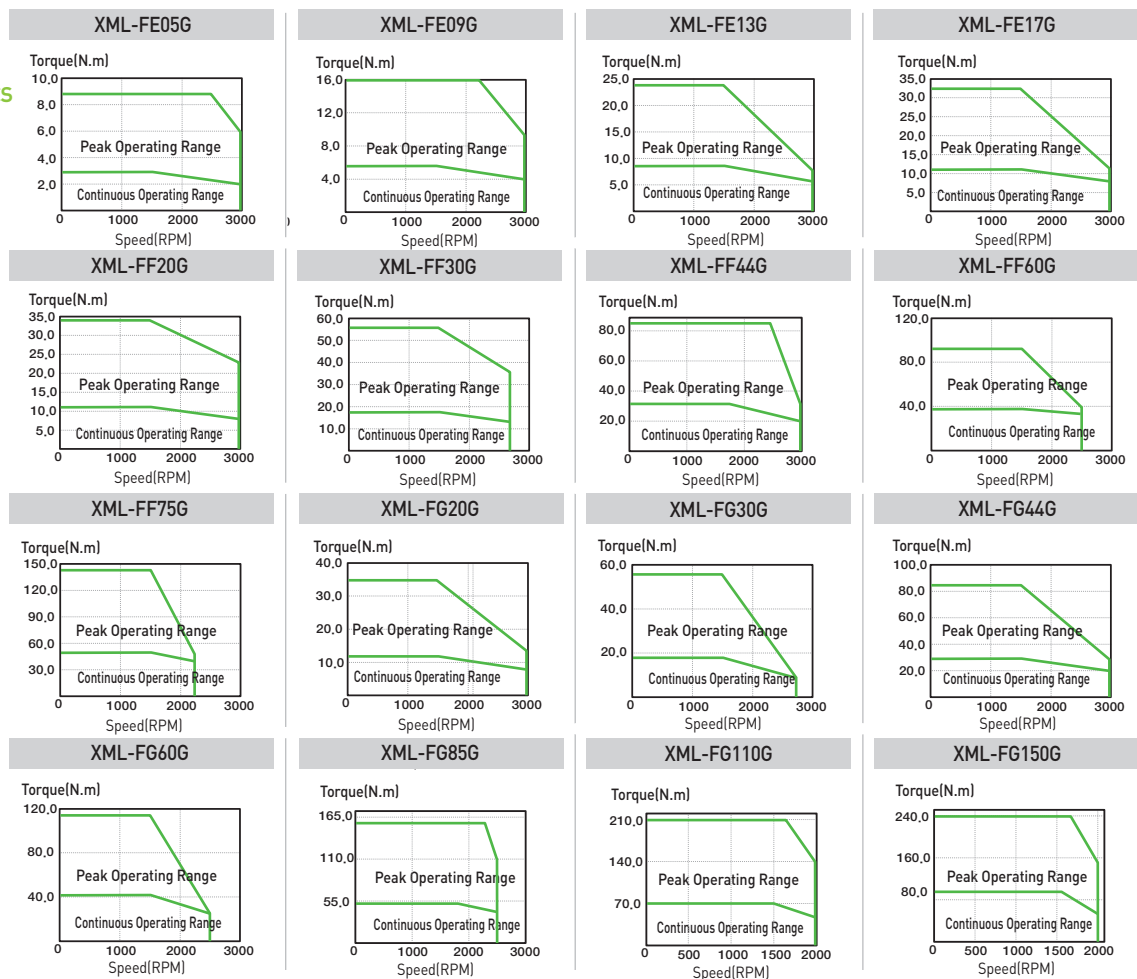 XML-FE05G
XML-FE09G
XML-FE13G
XML-FE17G
s
Torque(N.m)
10,0
8,0
6,0
4,0
2,0
Peak Operating Range
Continuous Operating Range
0 1000 2000 3000
Speed(RPM)
Torque(N.m)
16,0
12,0
8,0
4,0
Peak Operating Range
Continuous Operating Range
0 1000 2000 3000
Speed(RPM)
Torque(N.m)
25,0
20,0
15,0
10,0
5,0
Peak Operating Range
Continuous Operating Range
0 1000 2000 3000
Speed(RPM)
Torque(N.m)
35,0
30,0
25,0
20,0
15,0
10,0
5,0
Peak Operating Range
Continuous Operating Range
0 1000 2000 3000
Speed(RPM)
XML-FF20G
XML-FF30G
XML-FF44G
XML-FF60G
Torque(N.m)
35,0
30,0
25,0
20,0
15,0
10,0
5,0
Peak Operating Range
Continuous Operating Range
0 1000 2000 3000
Speed(RPM)
Torque(N.m)
60,0
50,0
40,0
30,0
20,0
10,0
Peak Operating Range
Continuous Operating Range
0 1000 2000 3000
Speed(RPM)
Torque(N.m)
80,0
60,0
40,0
20,0
Peak Operating Range
Continuous Operating Range
0 1000 2000 3000
Speed(RPM)
Torque(N.m)
120,0
80,0
40,0
Peak Operating Range
Continuous Operating Range
0 1000 2000 3000
Speed(RPM)
XML-FF75G
XML-FG20G
XML-FG30G
XML-FG44G
Torque(N.m)
150,0
120,0
90,0
60,0
30,0
Peak Operating Range
Continuous Operating Range
0 1000 2000 3000
Speed(RPM)
Torque(N.m)
40,0
30,0
20,0
10,0
Peak Operating Range
Continuous Operating Range
0 1000 2000 3000
Speed(RPM)
Torque(N.m)
60,0
40,0
20,0
Peak Operating Range
Continuous Operating Range
0 1000 2000 3000
Speed(RPM)
Torque(N.m)
100,0
80,0
60,0
40,0
20,0
Peak Operating Range
Continuous Operating Range
0 1000 2000 3000
Speed(RPM)
XML-FG60G
XML-FG85G
XML-FG110G
XML-FG150G
Torque(N.m)
120,0
80,0
40,0
Peak Operating Range
Continuous Operating Range
0 1000 2000 3000
Speed(RPM)
Torque(N.m)
165,0
110,0
55,0
Peak Operating Range
Continuous Operating Range
0 1000 2000 3000
Speed(RPM)
Torque(N.m)
210,0
140,0
70,0
Peak Operating Range
Continuous Operating Range
0 500 1000 1500 2000
Speed(RPM)
Torque(N.m)
240,0
160,0
80,0
Peak Operating Range
Continuous Operating Range
0 500 1000 1500 2000
Speed(RPM)